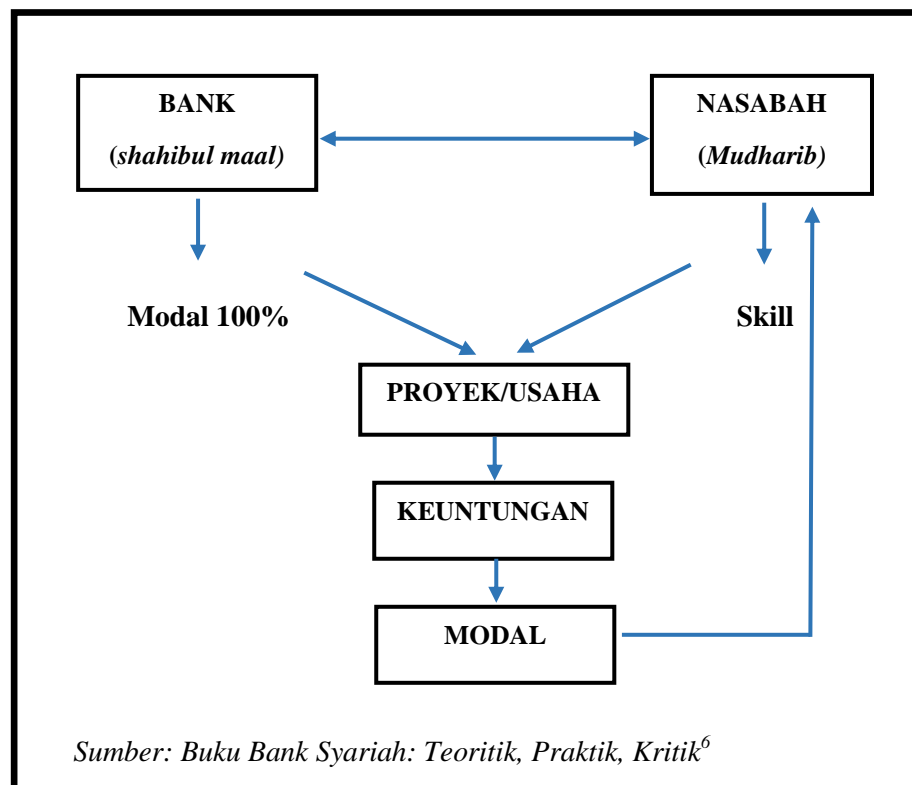 BANK
(shahibul maal)
NASABAH
(Mudharib)
Modal 100%
Skill
PROYEK/USAHA
KEUNTUNGAN
MODAL
Sumber: Buku Bank Syariah: Teoritik, Praktik, Kritik6